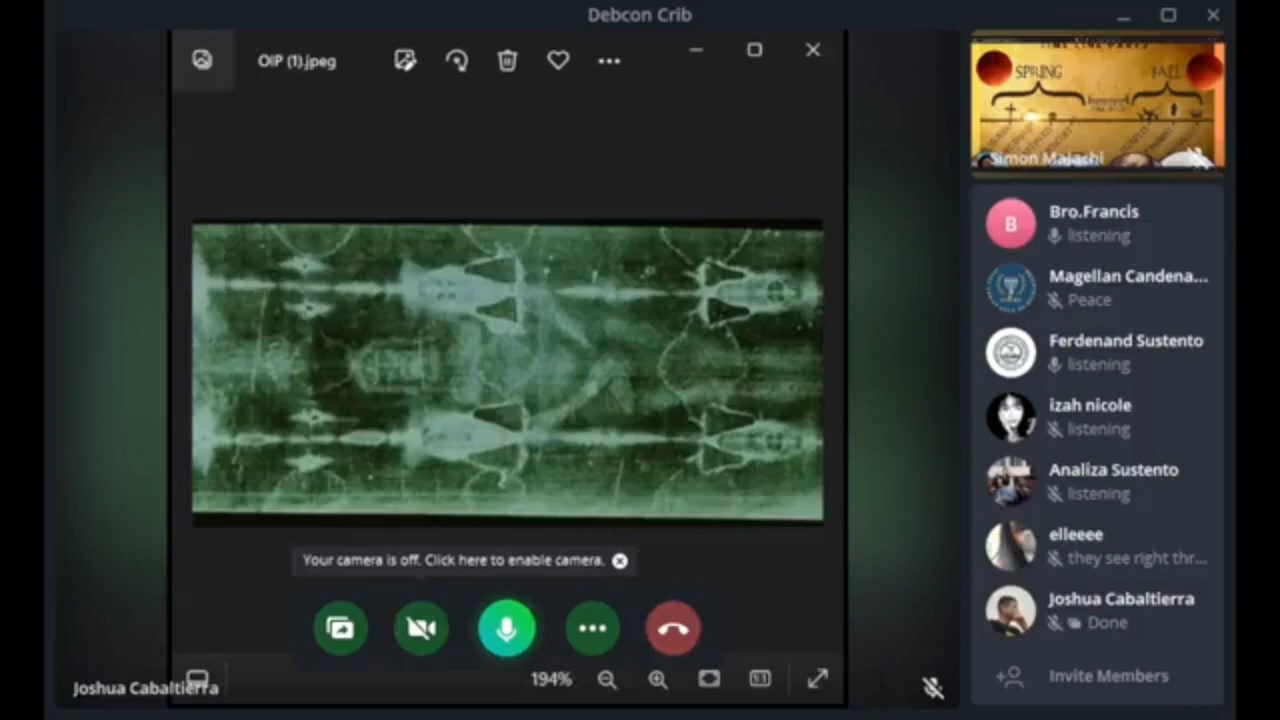 Debcon Crib
OIP (1).jpeg
SPRING
FALL
Simon Majachi
Bro.Francis
B
listening
Magellan Candena...
Peace
Ferdenand Sustento
listening
izah nicole
listening
Analiza Sustento
listening
elleeee
they see right thr...
Joshua Cabaltierra
Done
Invite Members
Your camera is off. Click here to enable camera.
194%
1:1
Joshua Cabaltierra